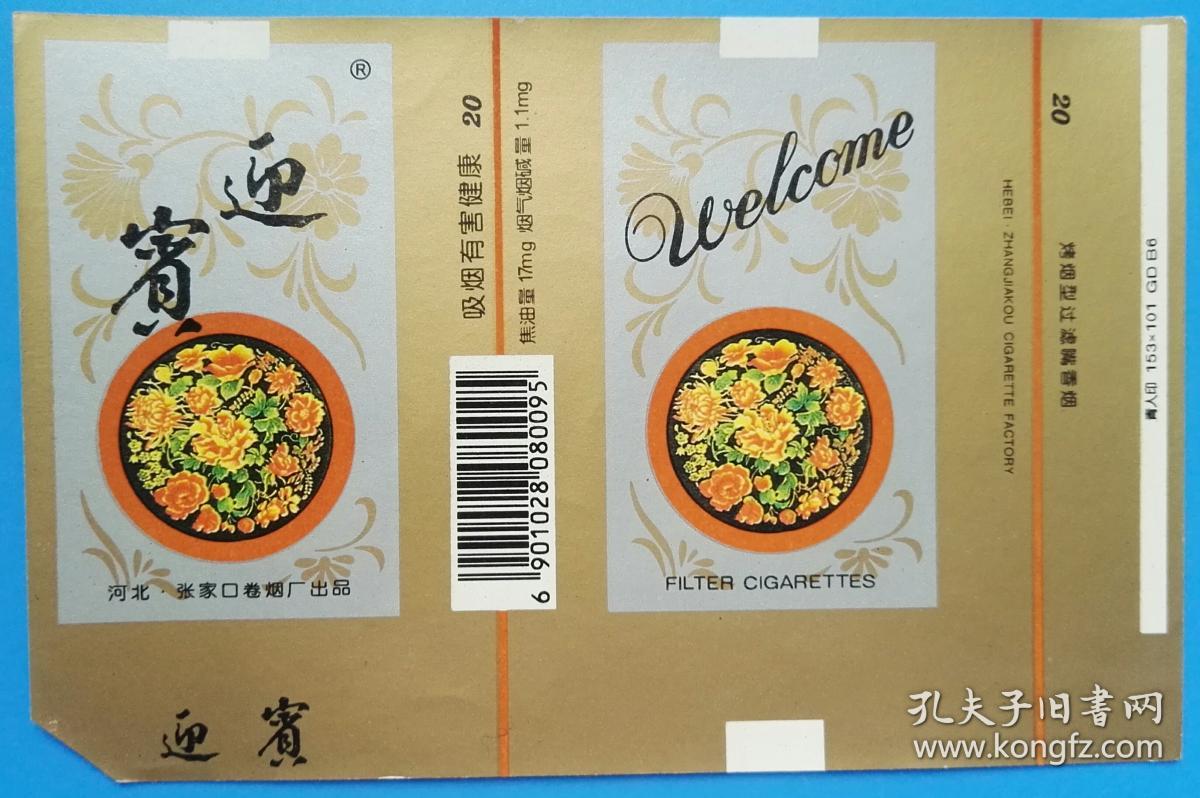 ®
迎
賓
河北·张家口卷烟厂出品
迎賓
吸烟有害健康 20
焦油量 17mg 烟气烟碱量 1.1mg
6 901028 080095
Welcome
FILTER CIGARETTES
HEBEI·ZHANGJIAKOU CIGARETTE FACTORY
20
烤烟型过滤嘴香烟
153×101 GD B6
孔夫子旧书网
www.kongfz.com